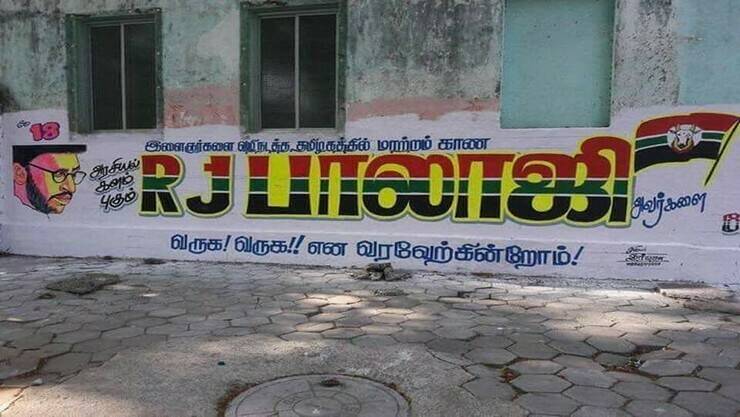 மே 18
இளைஞர்களை வழிநடத்த தமிழகத்தில் மாற்றம் காண
அரசியல்
களம்
புகும்
RJ பாலாஜி
அவர்களை
வருக! வருக!! என வரவேற்கின்றோம்!